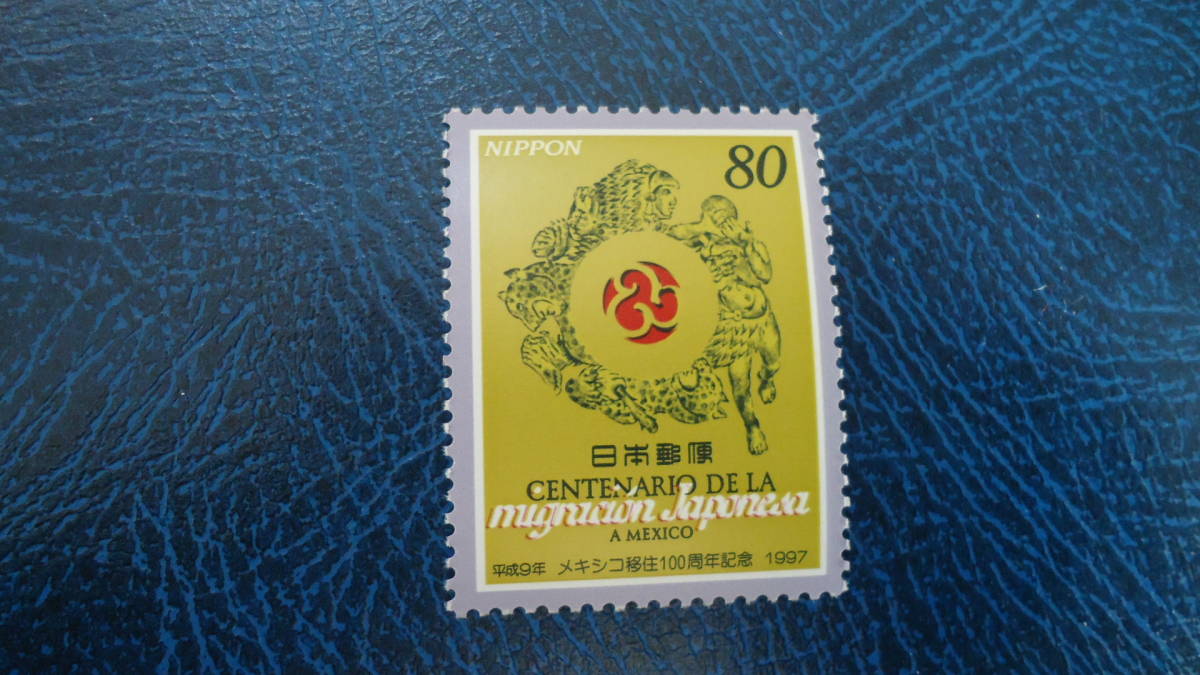 NIPPON 80
日本郵便
CENTENARIO DE LA
migración Japonesa
A MEXICO
平成9年 メキシコ移住100周年記念 1997